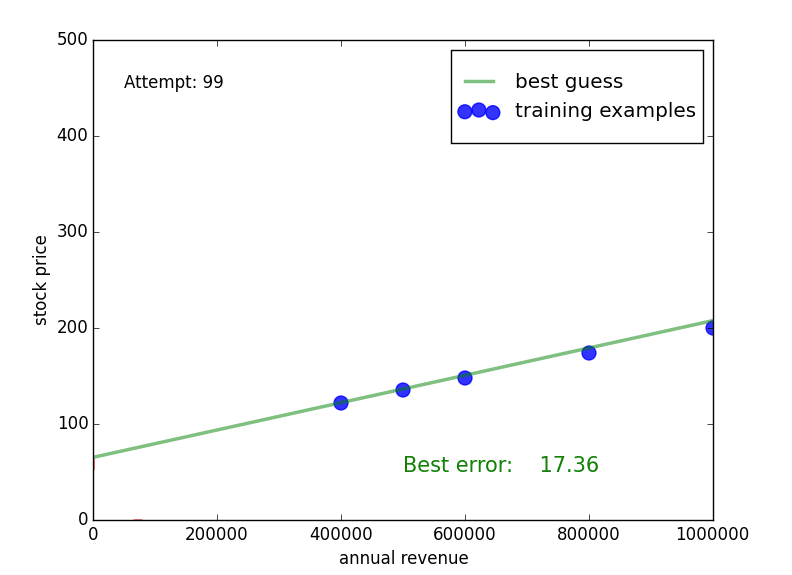 500
Attempt: 99
best guess
training examples
400
300
stock price
200
100
Best error: 17.36
0
0 200000 400000 600000 800000 1000000
annual revenue